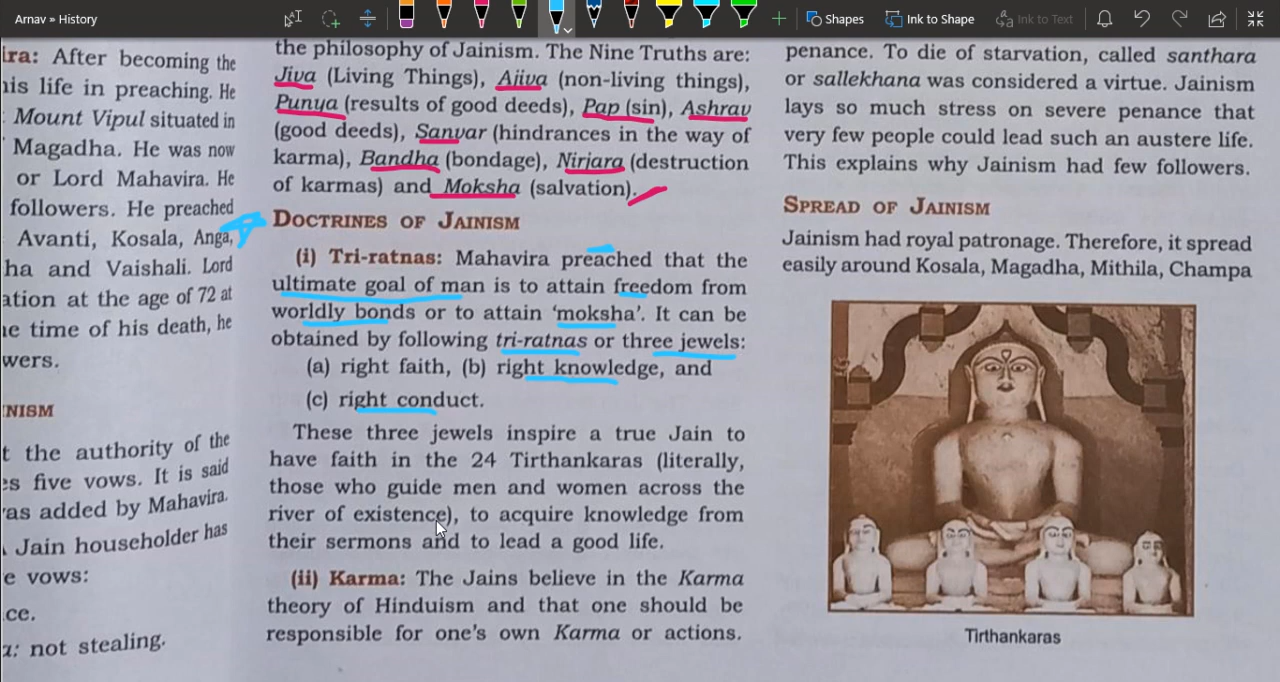 Arnav » History
Shapes
Ink to Shape
Ink to Text
ira: After becoming the
his life in preaching. He
Mount Vipul situated in
Magadha. He was now
or Lord Mahavira. He
followers. He preached
Avanti, Kosala, Anga,
ha and Vaishali. Lord
ation at the age of 72 at
he time of his death, he
wers.
NISM
t the authority of the
es five vows. It is said
as added by Mahavira.
Jain householder has
e vows:
ce.
a: not stealing.
the philosophy of Jainism. The Nine Truths are:
Jiva (Living Things), Ajiva (non-living things),
Punya (results of good deeds), Pap (sin), Ashrav
(good deeds), Sanvar (hindrances in the way of
karma), Bandha (bondage), Nirjara (destruction
of karmas) and Moksha (salvation).
DOCTRINES OF JAINISM
(i) Tri-ratnas: Mahavira preached that the
ultimate goal of man is to attain freedom from
worldly bonds or to attain ‘moksha’. It can be
obtained by following tri-ratnas or three jewels:
(a) right faith, (b) right knowledge, and
(c) right conduct.
These three jewels inspire a true Jain to
have faith in the 24 Tirthankaras (literally,
those who guide men and women across the
river of existence), to acquire knowledge from
their sermons and to lead a good life.
(ii) Karma: The Jains believe in the Karma
theory of Hinduism and that one should be
responsible for one’s own Karma or actions.
penance. To die of starvation, called santhara
or sallekhana was considered a virtue. Jainism
lays so much stress on severe penance that
very few people could lead such an austere life.
This explains why Jainism had few followers.
SPREAD OF JAINISM
Jainism had royal patronage. Therefore, it spread
easily around Kosala, Magadha, Mithila, Champa
Tirthankaras